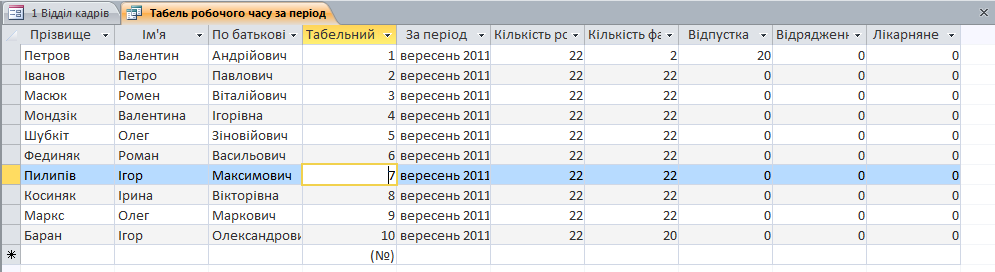 1 Відділ кадрів Табель робочого часу за період
Прізвище Ім'я По батькові Табельний За період Кількість рс Кількість фа Відпустка Відряджен Лікарняне
Петров Валентин Андрійович 1 вересень 2011 22 2 20 0 0
Іванов Петро Павлович 2 вересень 2011 22 22 0 0 0
Масюк Ромен Віталійович 3 вересень 2011 22 22 0 0 0
Мондзік Валентина Ігорівна 4 вересень 2011 22 22 0 0 0
Шубкіт Олег Зіновійович 5 вересень 2011 22 22 0 0 0
Фединяк Роман Васильович 6 вересень 2011 22 22 0 0 0
Пилипів Ігор Максимович 7 вересень 2011 22 22 0 0 0
Косиняк Ірина Вікторівна 8 вересень 2011 22 22 0 0 0
Маркс Олег Маркович 9 вересень 2011 22 22 0 0 0
Баран Ігор Олександрови 10 вересень 2011 22 20 0 0 0
(№)